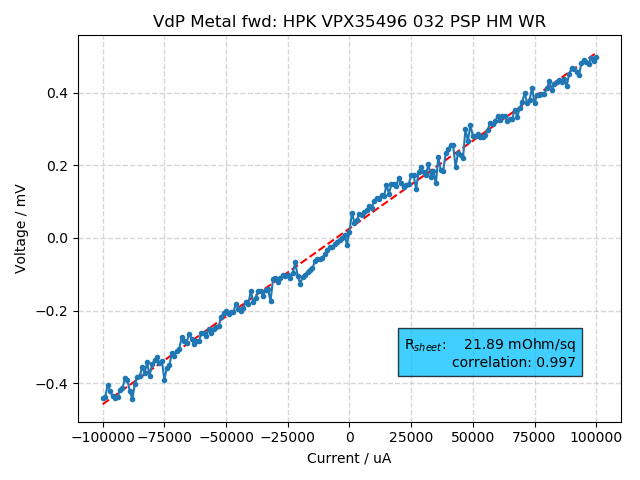 VdP Metal fwd: HPK VPX35496 032 PSP HM WR
Voltage / mV
0.4
0.2
0.0
−0.2
−0.4
R_sheet: 21.89 mOhm/sq
correlation: 0.997
−100000 −75000 −50000 −25000 0 25000 50000 75000 100000
Current / uA